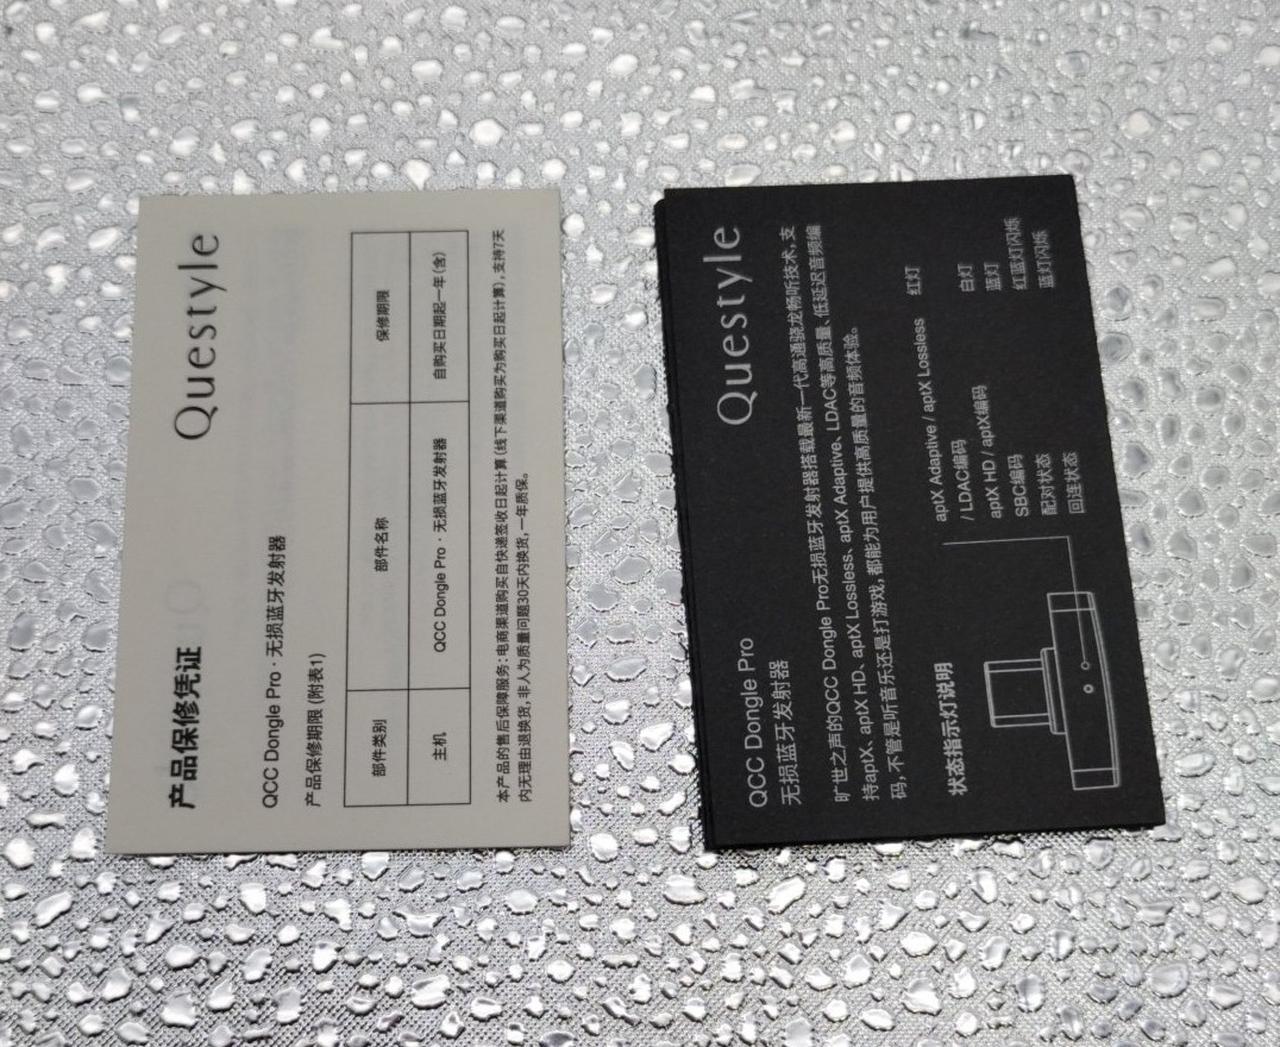 Questyle
产品保修凭证
QCC Dongle Pro · 无损蓝牙发射器
产品保修期限 (附表1)
部件类别 部件名称 保修期限
主机 QCC Dongle Pro · 无损蓝牙发射器 自购买日期起一年(含)
本产品的售后保障服务：电商渠道购买自快递签收日起计算(线下渠道购买为购买日起计算)，支持7天
内无理由退换货，非人为质量问题30天内换货，一年质保。
Questyle
QCC Dongle Pro
无损蓝牙发射器
旷世之声的QCC Dongle Pro无损蓝牙发射器搭载最新一代高通骁龙畅听技术，支
持aptX、aptX HD、aptX Lossless、aptX Adaptive、LDAC等高质量、低延迟音频编
码，不管是听音乐还是打游戏，都能为用户提供高质量的音频体验。
状态指示灯说明
aptX Adaptive / aptX Lossless 红灯
/ LDAC编码
aptX HD / aptX编码 白灯
SBC编码 蓝灯
配对状态 红蓝灯闪烁
回连状态 蓝灯闪烁